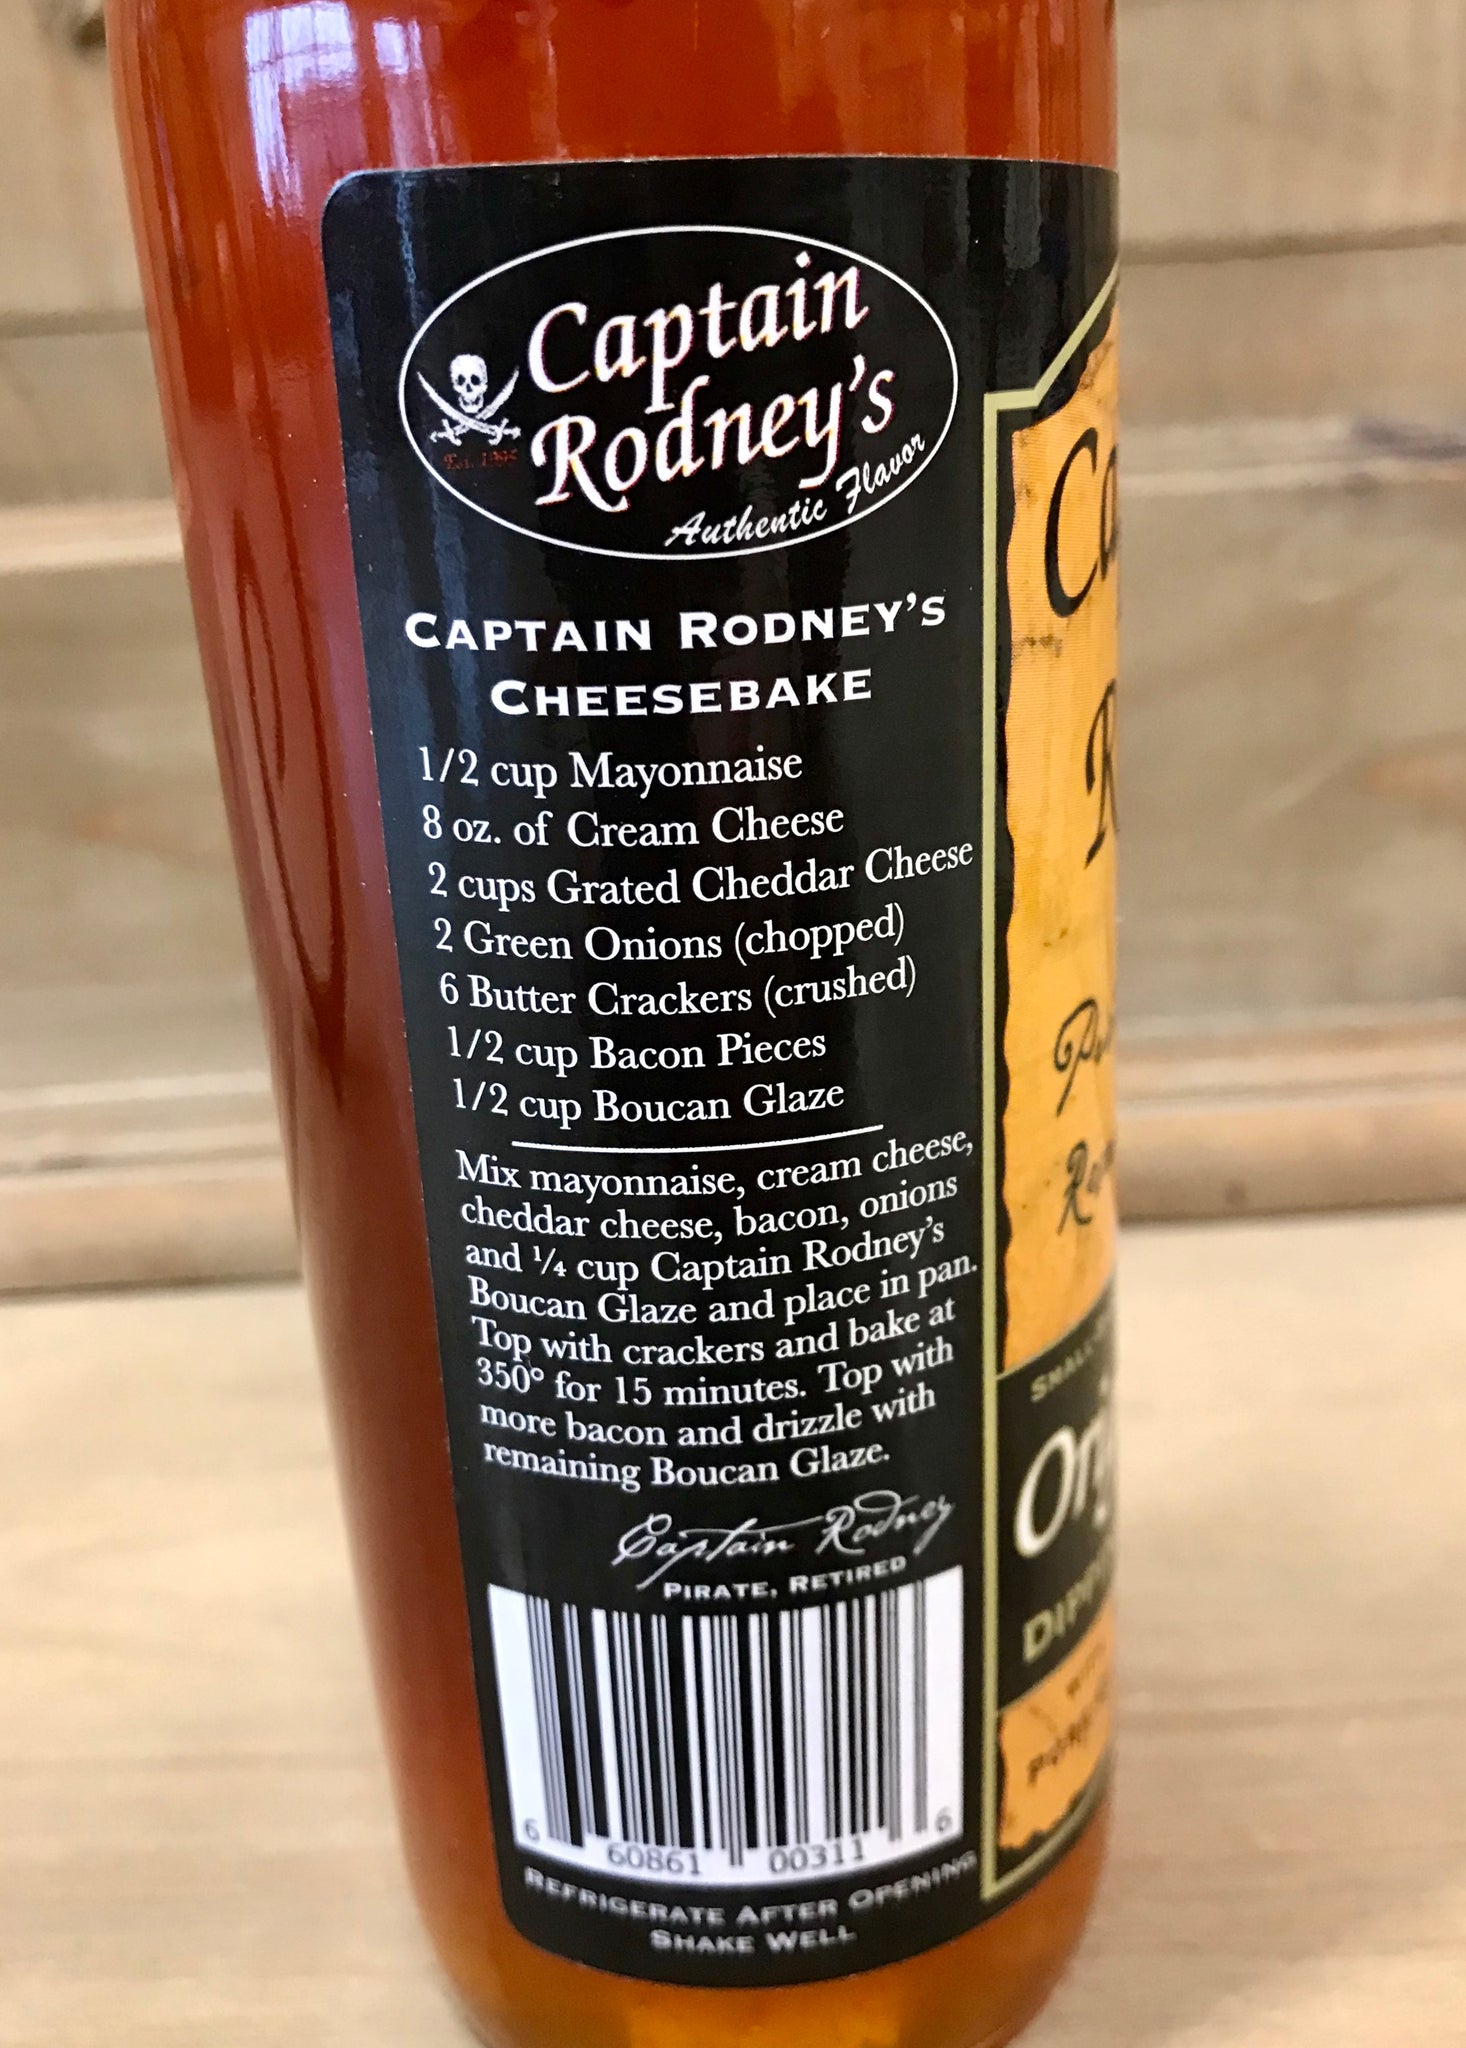 Captain
Rodney's
Authentic Flavor
CAPTAIN RODNEY'S
CHEESEBAKE
1/2 cup Mayonnaise
8 oz. of Cream Cheese
2 cups Grated Cheddar Cheese
2 Green Onions (chopped)
6 Butter Crackers (crushed)
1/2 cup Bacon Pieces
1/2 cup Boucan Glaze
Mix mayonnaise, cream cheese,
cheddar cheese, bacon, onions
and ¼ cup Captain Rodney's
Boucan Glaze and place in pan.
Top with crackers and bake at
350° for 15 minutes. Top with
more bacon and drizzle with
remaining Boucan Glaze.
Captain Rodney
PIRATE, RETIRED
6 60861 00311 6
REFRIGERATE AFTER OPENING
SHAKE WELL